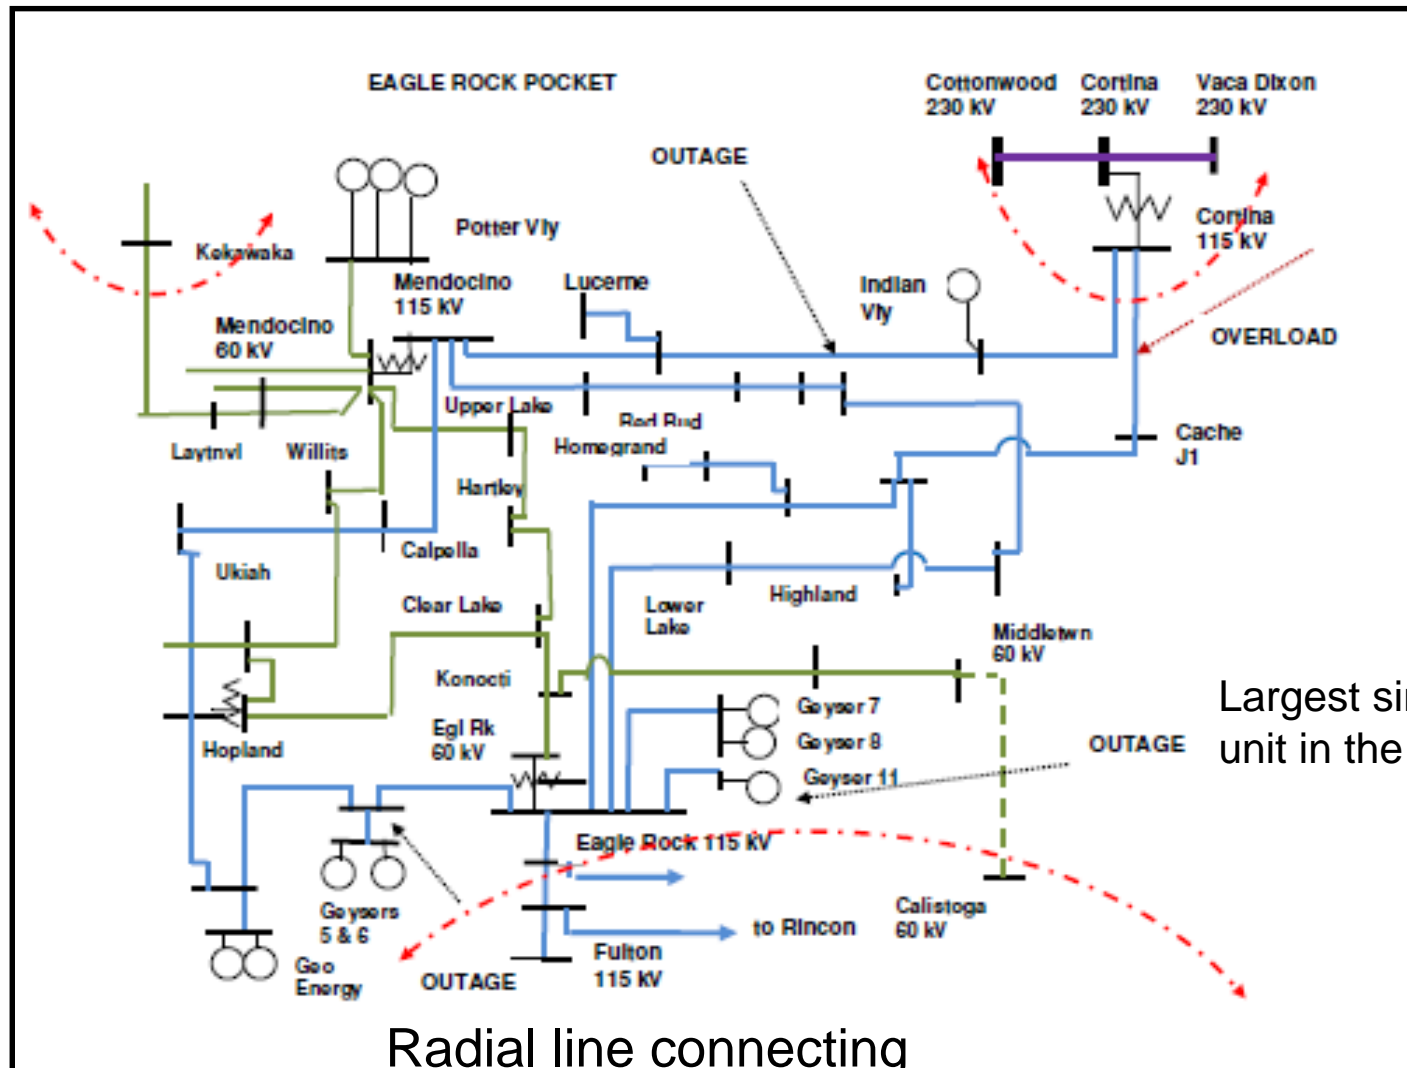 EAGLE ROCK POCKET
Cottonwood
230 kV
Cortina
230 kV
Vaca Dixon
230 kV
OUTAGE
Potter Vly
Cortina
115 kV
Kekawaka
Mendocino
115 kV
Lucerne
Indian
Vly
Mendocino
60 kV
OVERLOAD
Upper Lake
Red Bud
Homegrand
Cache
J1
Laytnvl
Willits
Hartley
Calpella
Ukiah
Highland
Clear Lake
Lower
Lake
Middletwn
60 kV
Konocti
Geyser 7
Largest
unit in the
Egl Rk
60 kV
Geyser 8
OUTAGE
Hopland
Geyser 11
Eagle Rock 115 kV
Geysers
5 & 6
Calistoga
60 kV
to Rincon
Fulton
115 kV
Geo
Energy
OUTAGE
Radial line connecting